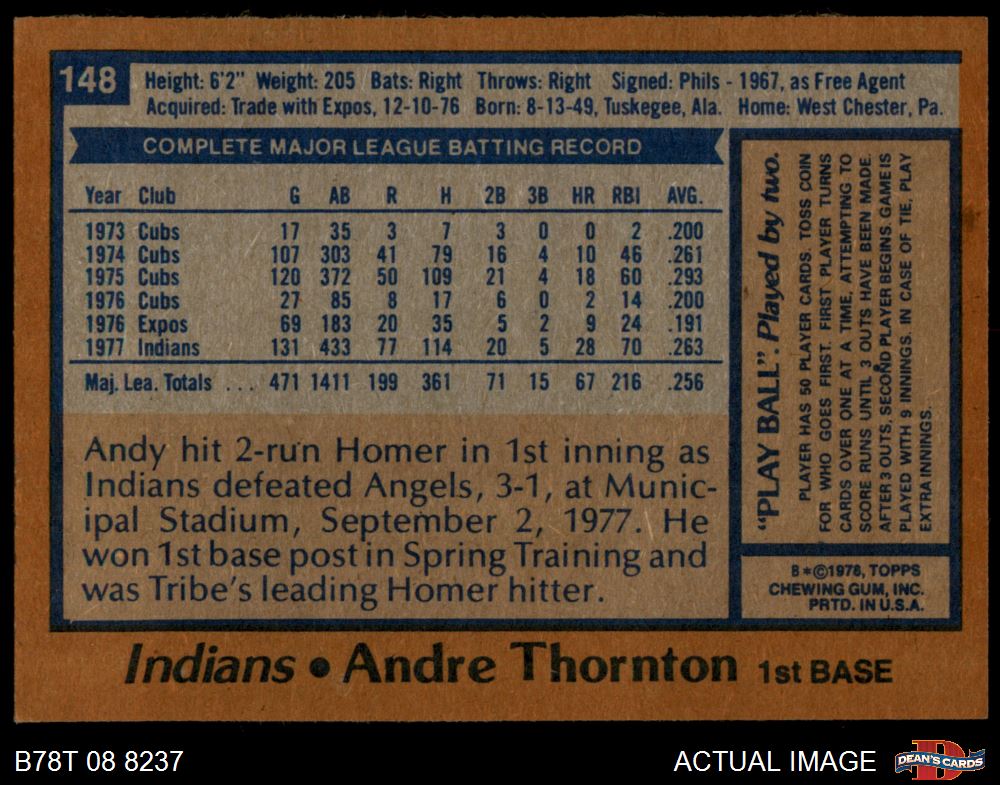 148
Height: 6'2" Weight: 205 Bats: Right Throws: Right Signed: Phils - 1967, as Free Agent
Acquired: Trade with Expos, 12-10-76 Born: 8-13-49, Tuskegee, Ala. Home: West Chester, Pa.
COMPLETE MAJOR LEAGUE BATTING RECORD
Year Club G AB R H 2B 3B HR RBI AVG.
1973 Cubs 17 35 3 7 3 0 0 2 .200
1974 Cubs 107 303 41 79 16 4 10 46 .261
1975 Cubs 120 372 50 109 21 4 18 60 .293
1976 Cubs 27 85 8 17 6 0 2 14 .200
1976 Expos 69 183 20 35 5 2 9 24 .191
1977 Indians 131 433 77 114 20 5 28 70 .263
Maj. Lea. Totals . . . 471 1411 199 361 71 15 67 216 .256
Andy hit 2-run Homer in 1st inning as
Indians defeated Angels, 3-1, at Munic-
ipal Stadium, September 2, 1977. He
won 1st base post in Spring Training and
was Tribe's leading Homer hitter.
"PLAY BALL". Played by two.
PLAYER HAS 50 PLAYER CARDS. TOSS COIN
FOR WHO GOES FIRST. FIRST PLAYER TURNS
CARDS OVER ONE AT A TIME, ATTEMPTING TO
SCORE RUNS UNTIL 3 OUTS HAVE BEEN MADE.
AFTER 3 OUTS, SECOND PLAYER BEGINS. GAME IS
PLAYED WITH 9 INNINGS. IN CASE OF TIE, PLAY
EXTRA INNINGS.
B*©1978, TOPPS
CHEWING GUM, INC.
PRTD. IN U.S.A.
Indians • Andre Thornton 1st BASE
B78T 08 8237
ACTUAL IMAGE
D
DEAN'S CARDS